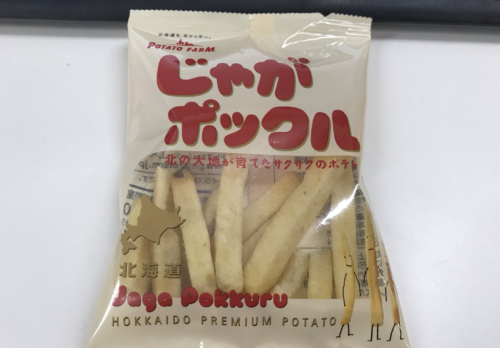 POTATO FARM
じゃが
ポックル
北の大地が育てたサクサクのポテト
北海道
Jaga Pokkuru
HOKKAIDO PREMIUM POTATO